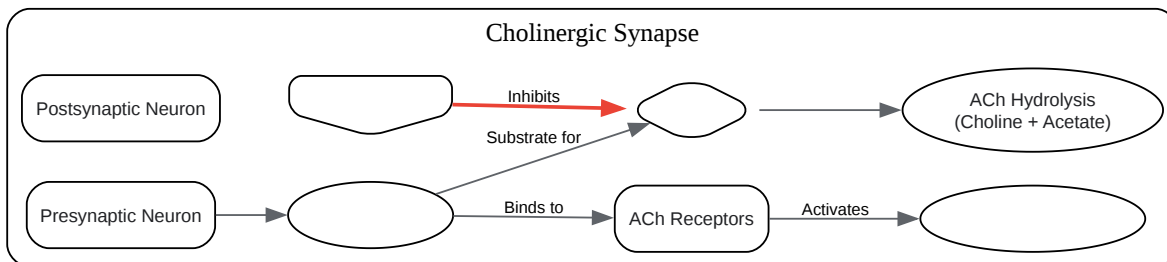 Cholinergic Synapse
Postsynaptic Neuron
Inhibits
ACh Hydrolysis
(Choline + Acetate)
Substrate for
Presynaptic Neuron
Binds to
ACh Receptors
Activates